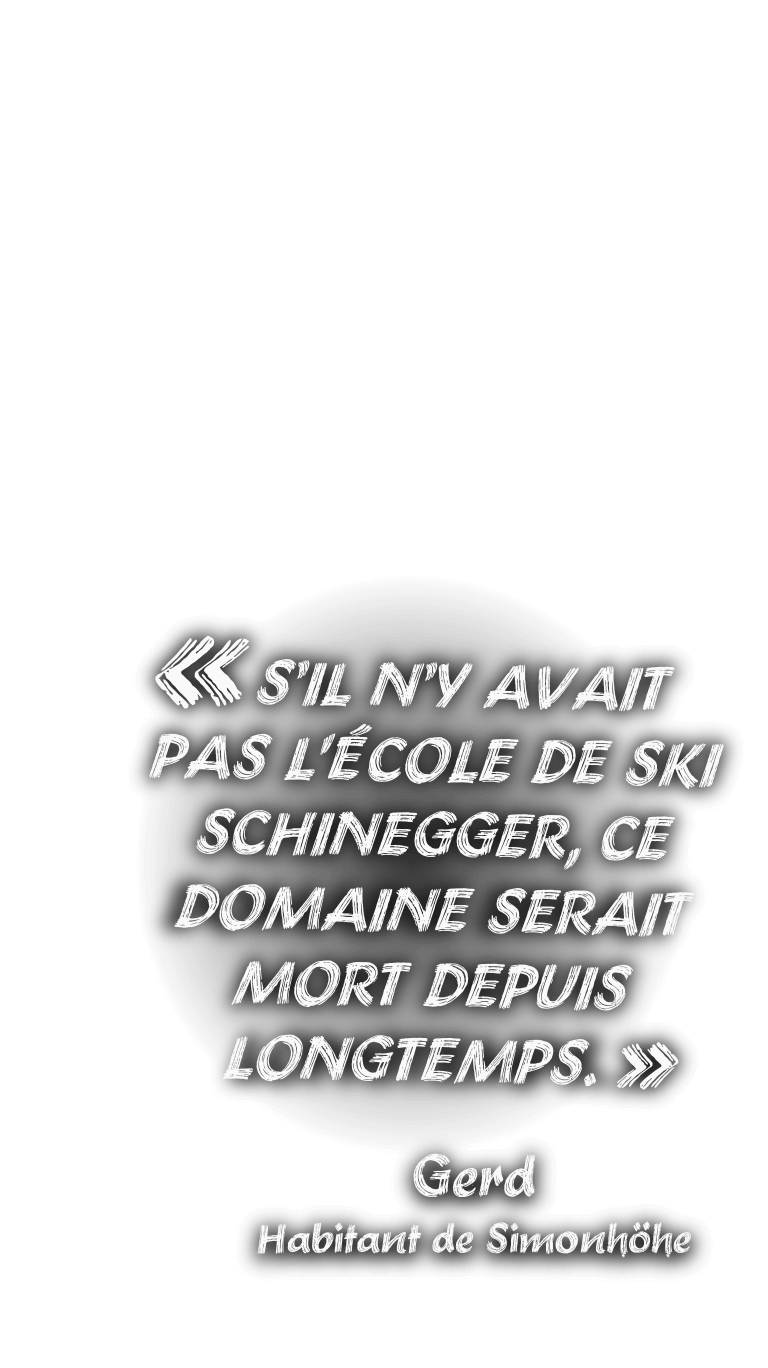 « S'IL N'Y AVAIT
PAS L'ÉCOLE DE SKI
SCHINEGGER, CE
DOMAINE SERAIT
MORT DEPUIS
LONGTEMPS. »
Gerd
Habitant de Simonhöhe